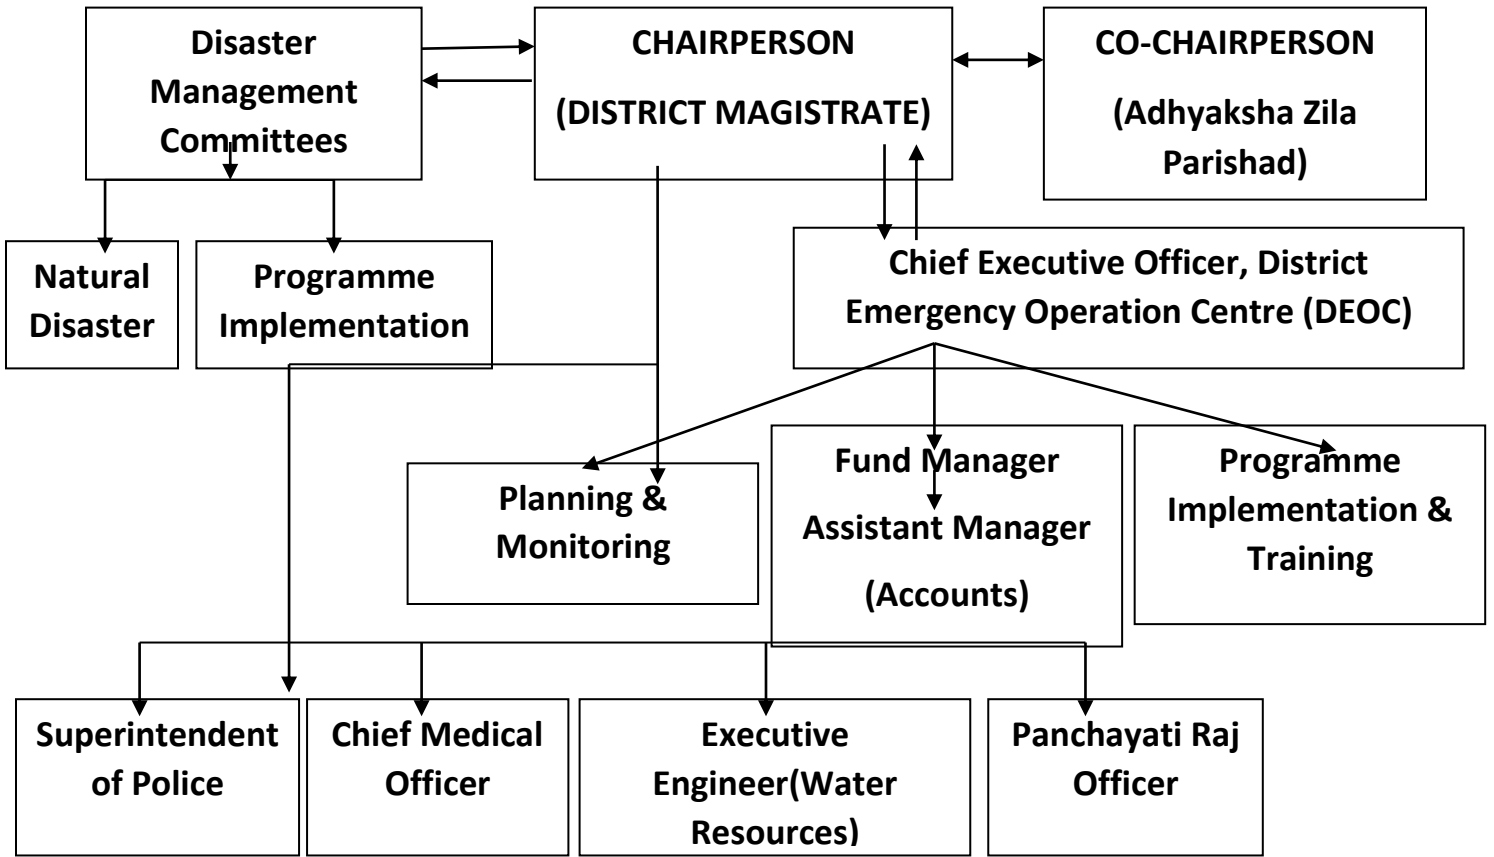 Disaster
Management
Committees
CHAIRPERSON
(DISTRICT MAGISTRATE)
CO-CHAIRPERSON
(Adhyaksha Zila
Parishad)
Natural
Disaster
Programme
Implementation
Chief Executive Officer, District
Emergency Operation Centre (DEOC)
Planning &
Monitoring
Fund Manager
Assistant Manager
(Accounts)
Programme
Implementation &
Training
Superintendent
of Police
Chief Medical
Officer
Executive
Engineer(Water
Resources)
Panchayati Raj
Officer